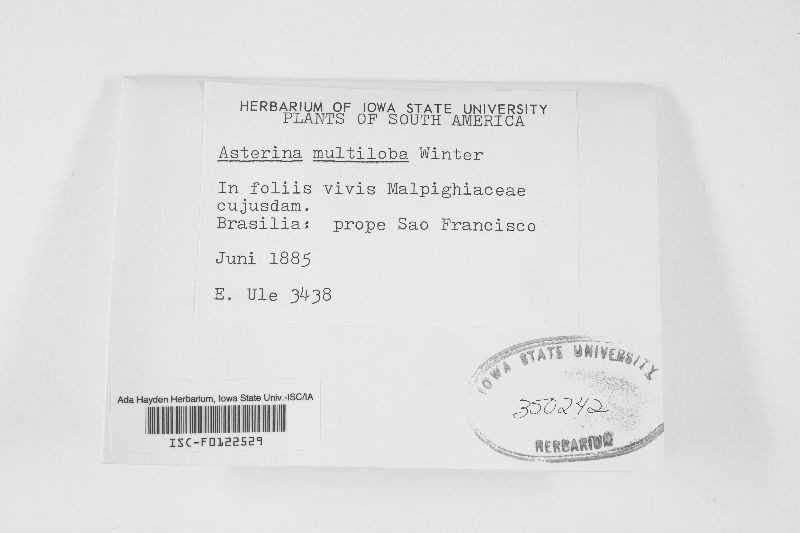 HERBARIUM OF IOWA STATE UNIVERSITY
PLANTS OF SOUTH AMERICA
Asterina multiloba Winter
In foliis vivis Malpighiaceae
cujusdam.
Brasilia: prope Sao Francisco
Juni 1885
E. Ule 3438
IOWA STATE UNIVERSITY
350242
HERBARIUM
Ada Hayden Herbarium, Iowa State Univ.-ISC/IA
ISC-F0122529